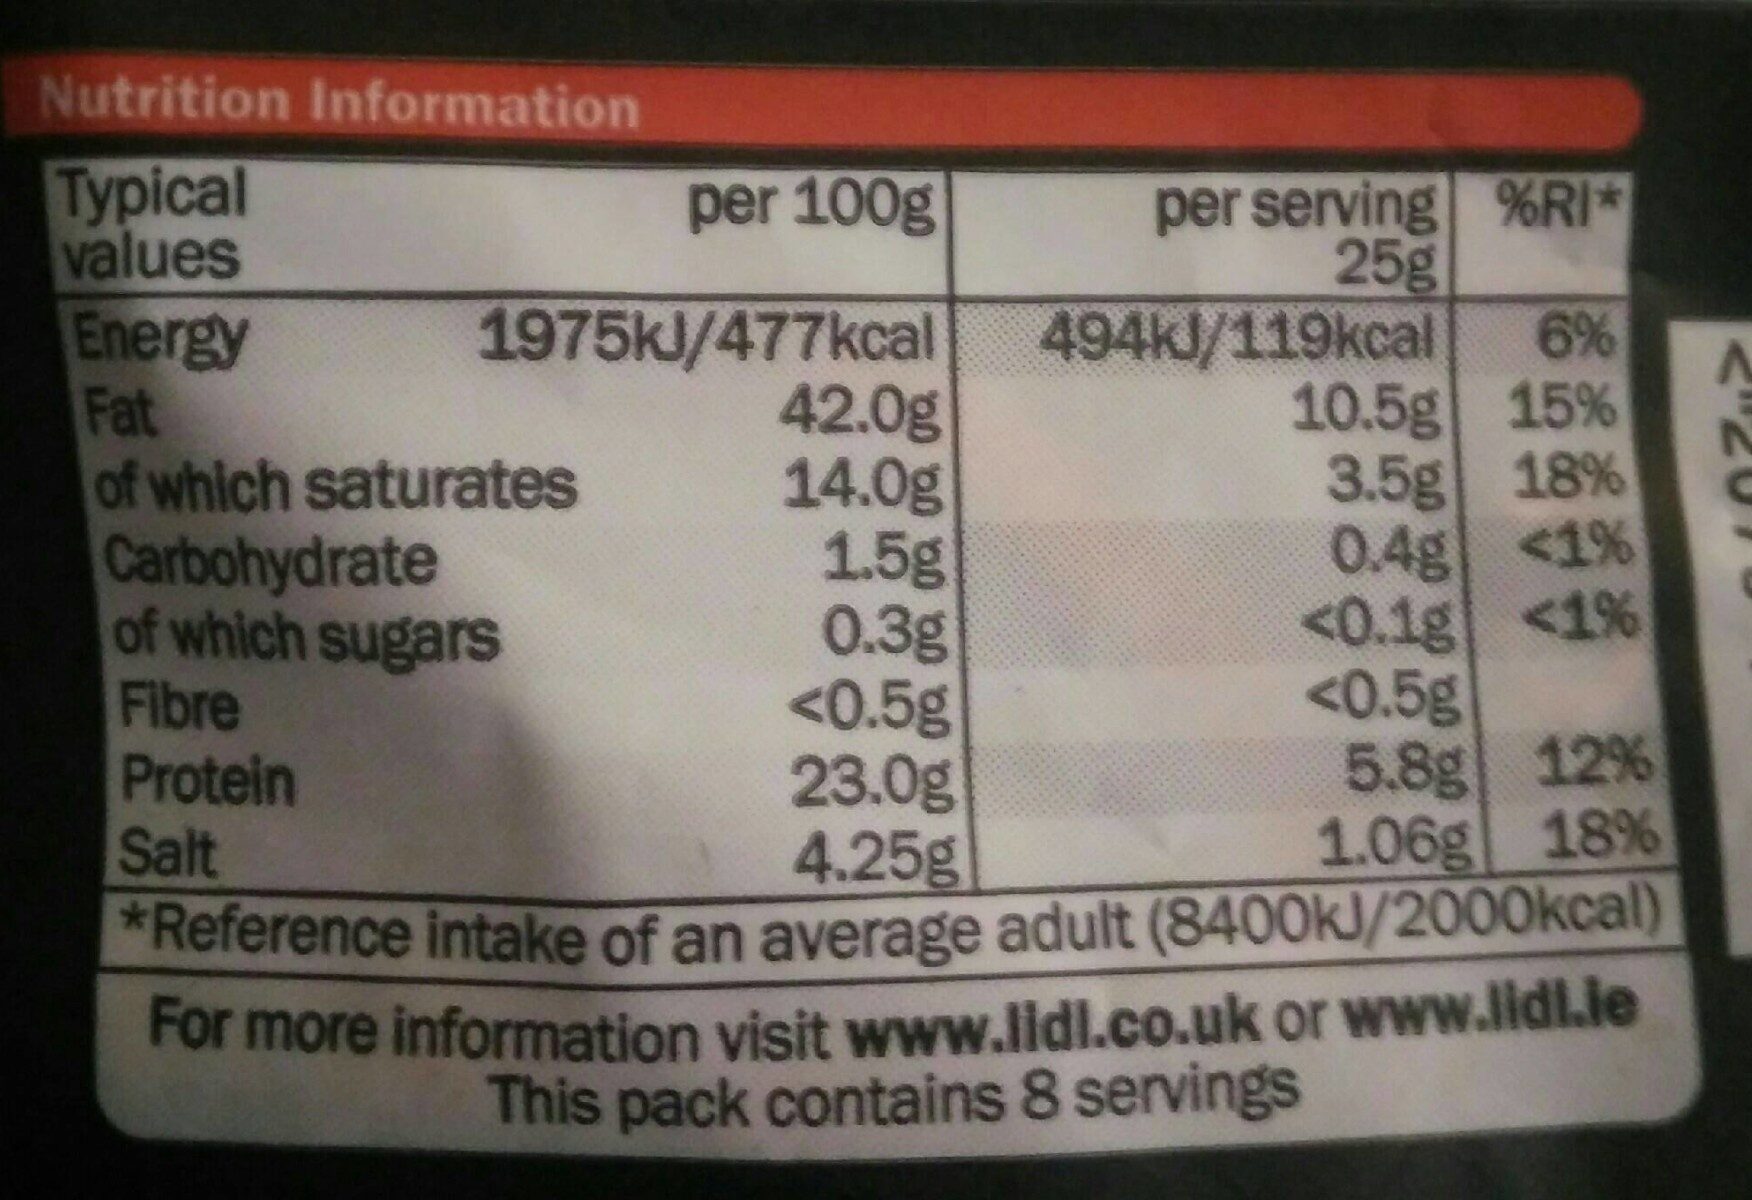 Nutrition Information
Typical values per 100g per serving 25g %RI*
Energy 1975kJ/477kcal 494kJ/119kcal 6%
Fat 42.0g 10.5g 15%
of which saturates 14.0g 3.5g 18%
Carbohydrate 1.5g 0.4g <1%
of which sugars 0.3g <0.1g <1%
Fibre <0.5g <0.5g
Protein 23.0g 5.8g 12%
Salt 4.25g 1.06g 18%
*Reference intake of an average adult (8400kJ/2000kcal)
For more information visit www.lidl.co.uk or www.lidl.ie
This pack contains 8 servings